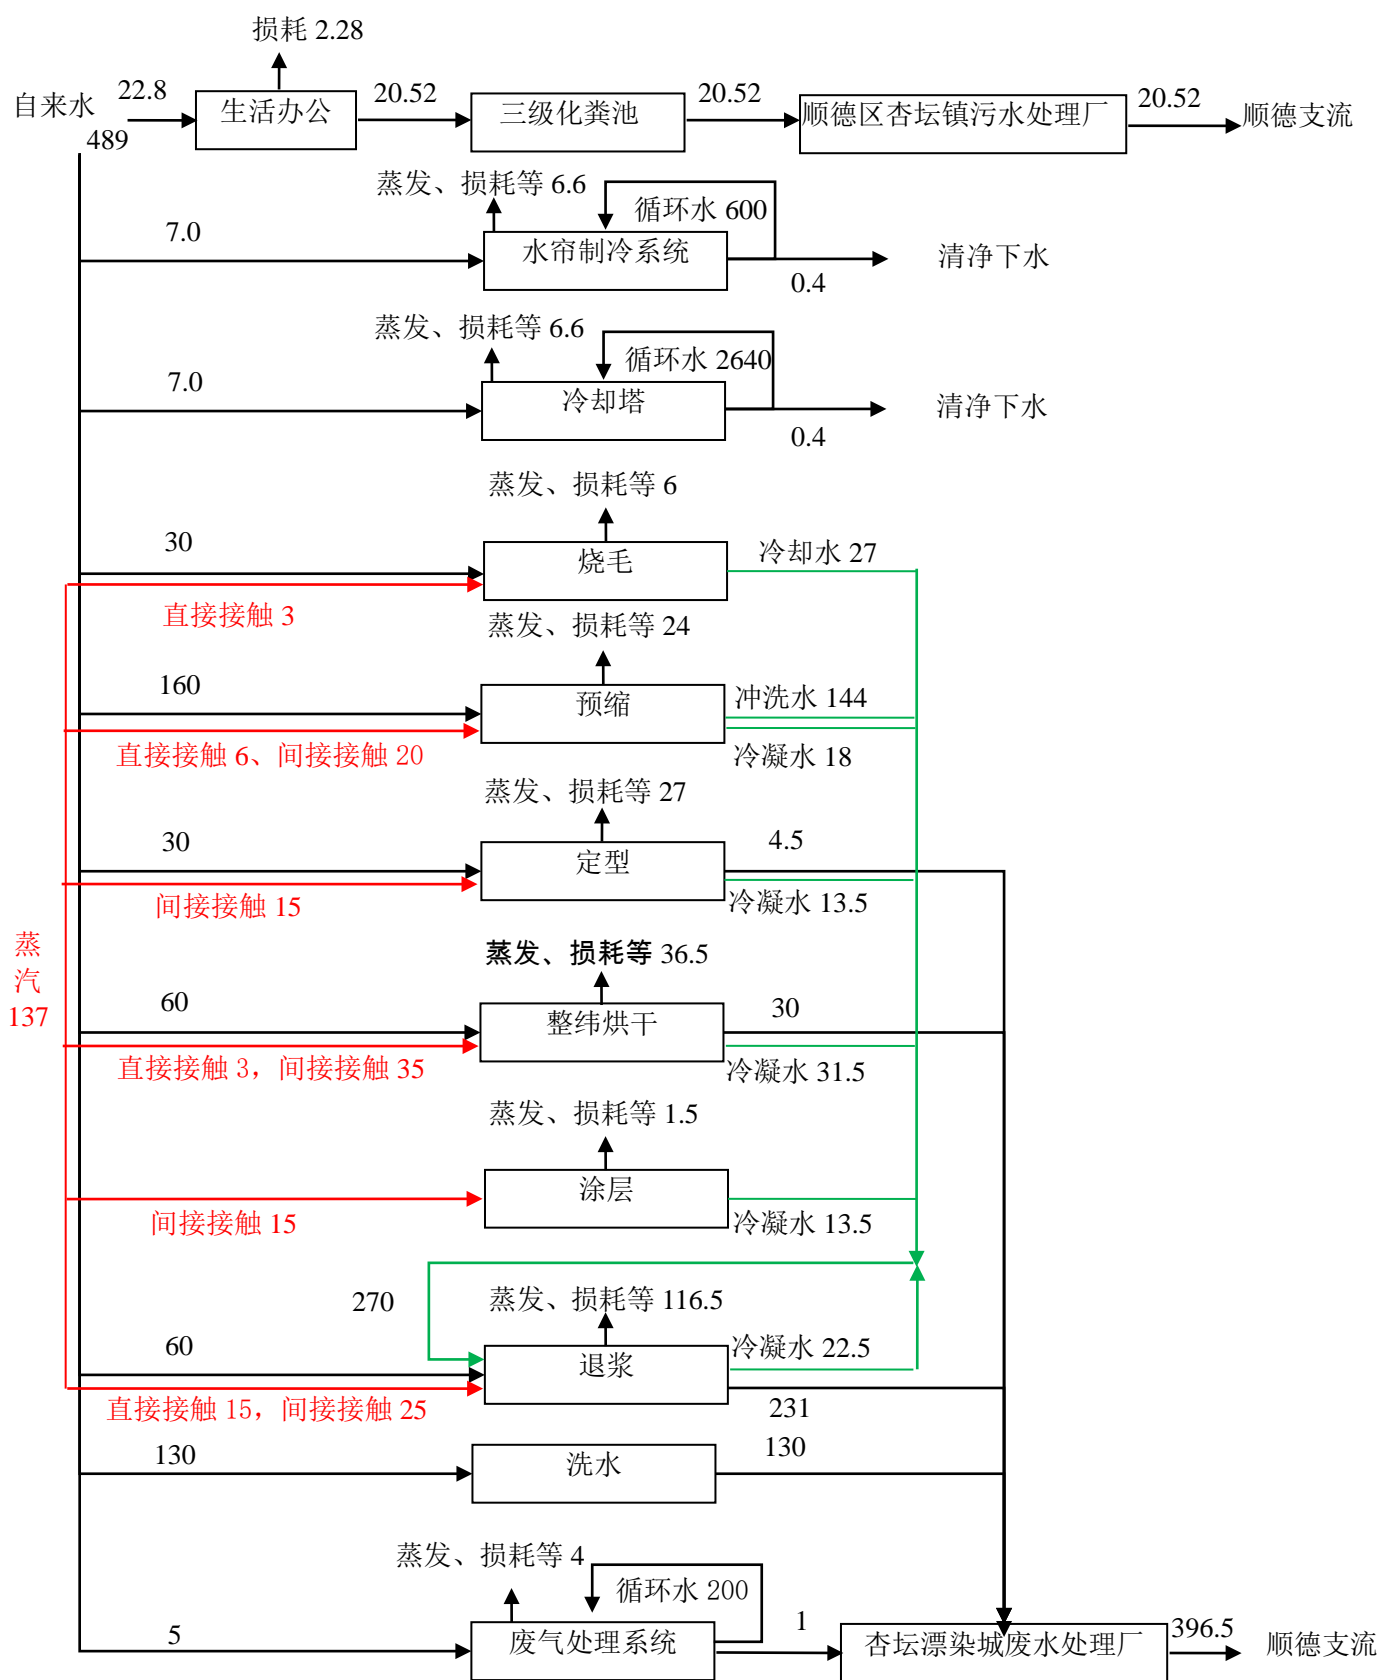 损耗 2.28
自来水
22.8
生活办公
20.52
三级化粪池
20.52
顺德区杏坛镇污水处理厂
20.52
顺德支流
489
蒸发、损耗等 6.6
循环水 600
7.0
水帘制冷系统
0.4
清净下水
蒸发、损耗等 6.6
循环水 2640
7.0
冷却塔
0.4
清净下水
蒸发、损耗等 6
30
烧毛
冷却水 27
直接接触 3
蒸发、损耗等 24
160
预缩
冲洗水 144
直接接触 6、间接接触 20
冷凝水 18
蒸发、损耗等 27
30
定型
4.5
间接接触 15
冷凝水 13.5
蒸
汽
137
蒸发、损耗等 36.5
60
整纬烘干
30
直接接触 3，间接接触 35
冷凝水 31.5
蒸发、损耗等 1.5
涂层
间接接触 15
冷凝水 13.5
270
蒸发、损耗等 116.5
60
退浆
冷凝水 22.5
直接接触 15，间接接触 25
231
130
洗水
130
蒸发、损耗等 4
循环水 200
5
废气处理系统
1
杏坛漂染城废水处理厂
396.5
顺德支流